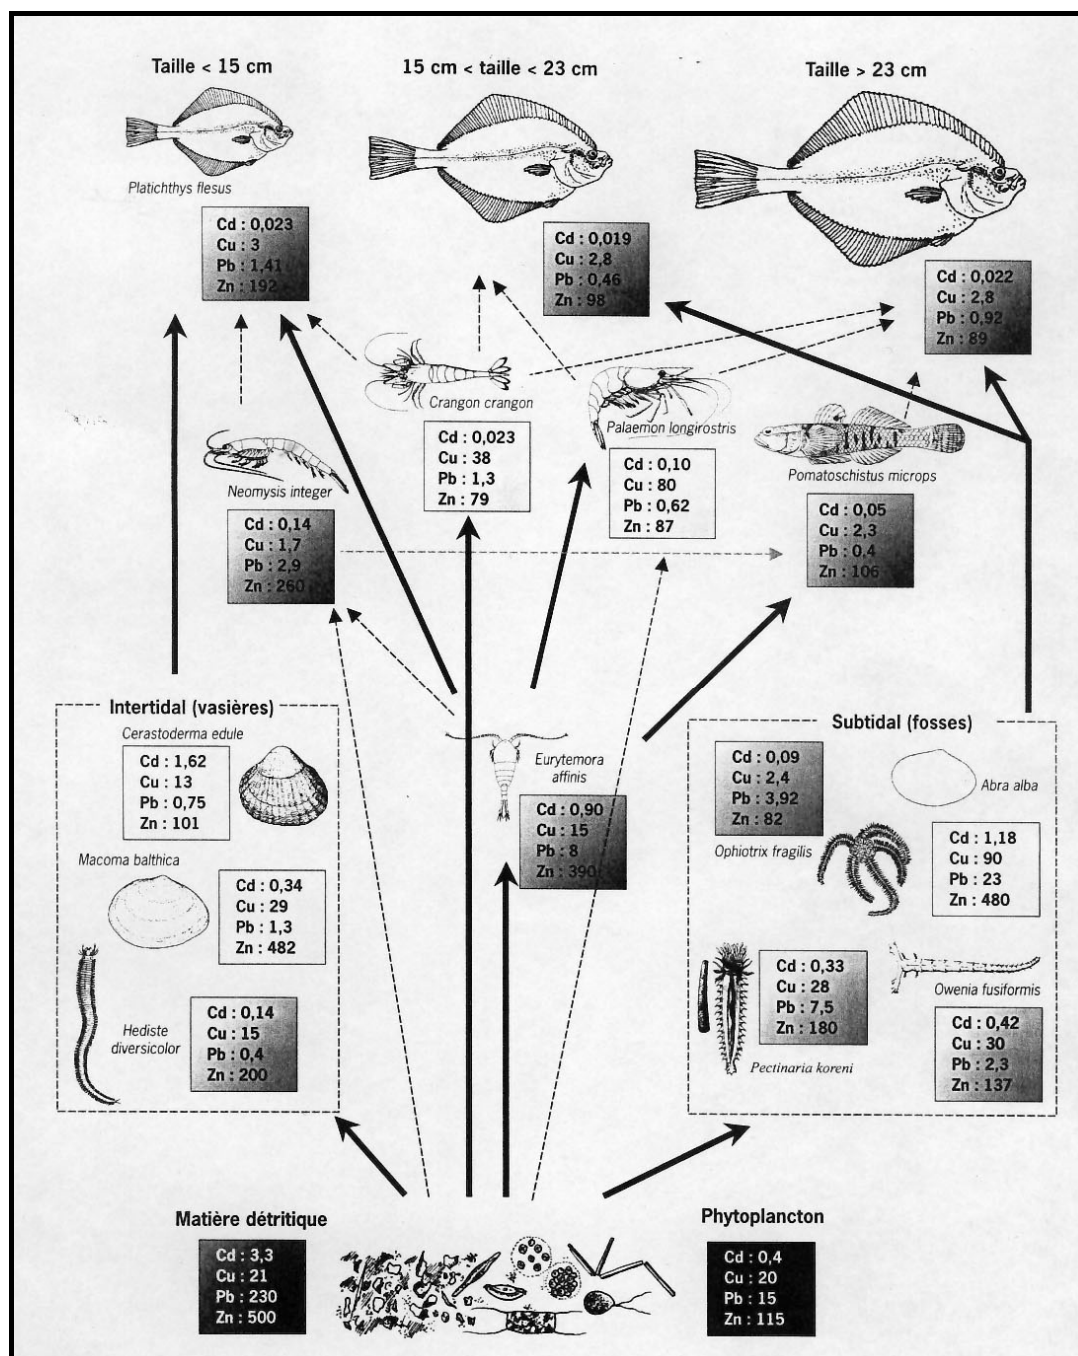 Taille < 15 cm
15 cm < taille < 23 cm
Taille > 23 cm
Platichthys flesus
Cd : 0,023
Cu : 3
Pb : 1,41
Zn : 192
Cd : 0,019
Cu : 2,8
Pb : 0,46
Zn : 98
Cd : 0,022
Cu : 2,8
Pb : 0,92
Zn : 89
Crangon crangon
Cd : 0,023
Cu : 38
Pb : 1,3
Zn : 79
Palaemon longirostris
Cd : 0,10
Cu : 80
Pb : 0,62
Zn : 87
Pomatoschistus microps
Cd : 0,05
Cu : 2,3
Pb : 0,4
Zn : 106
Neomysis integer
Cd : 0,14
Cu : 1,7
Pb : 2,9
Zn : 260
Intertidal (vasières)
Cerastoderma edule
Cd : 1,62
Cu : 13
Pb : 0,75
Zn : 101
Macoma balthica
Cd : 0,34
Cu : 29
Pb : 1,3
Zn : 482
Hediste
diversicolor
Cd : 0,14
Cu : 15
Pb : 0,4
Zn : 200
Eurytemora
affinis
Cd : 0,90
Cu : 15
Pb : 8
Zn : 390
Subtidal (fosses)
Cd : 0,09
Cu : 2,4
Pb : 3,92
Zn : 82
Ophiotrix fragilis
Abra alba
Cd : 1,18
Cu : 90
Pb : 23
Zn : 480
Cd : 0,33
Cu : 28
Pb : 7,5
Zn : 180
Pectinaria koreni
Owenia fusiformis
Cd : 0,42
Cu : 30
Pb : 2,3
Zn : 137
Matière détritique
Cd : 3,3
Cu : 21
Pb : 230
Zn : 500
Phytoplancton
Cd : 0,4
Cu : 20
Pb : 15
Zn : 115